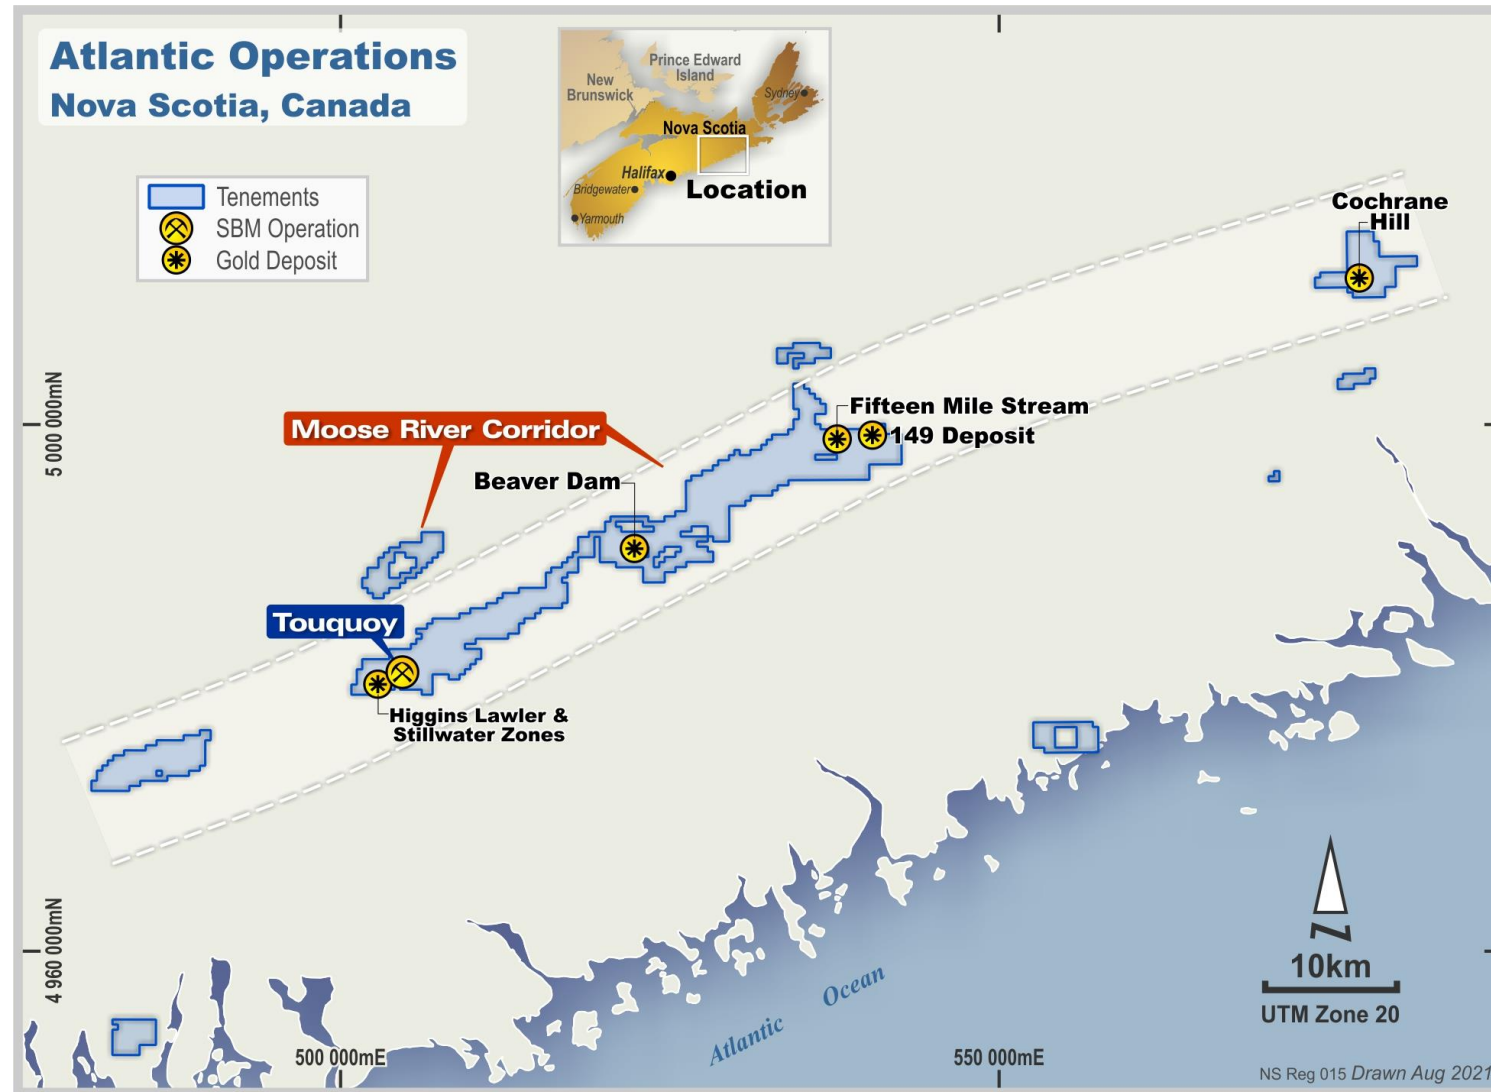 Atlantic Operations
Nova Scotia, Canada
Tenements
SBM Operation
Gold Deposit
New
Brunswick
Prince Edward
Island
Sydney
Nova Scotia
Halifax
Bridgewater
Yarmouth
Location
Cochrane
Hill
Fifteen Mile Stream
149 Deposit
Moose River Corridor
Beaver Dam
Touquoy
Higgins Lawler &
Stillwater Zones
5 000 000mN
4 960 000mN
500 000mE
550 000mE
Atlantic Ocean
N
10km
UTM Zone 20
NS Reg 015 Drawn Aug 2021